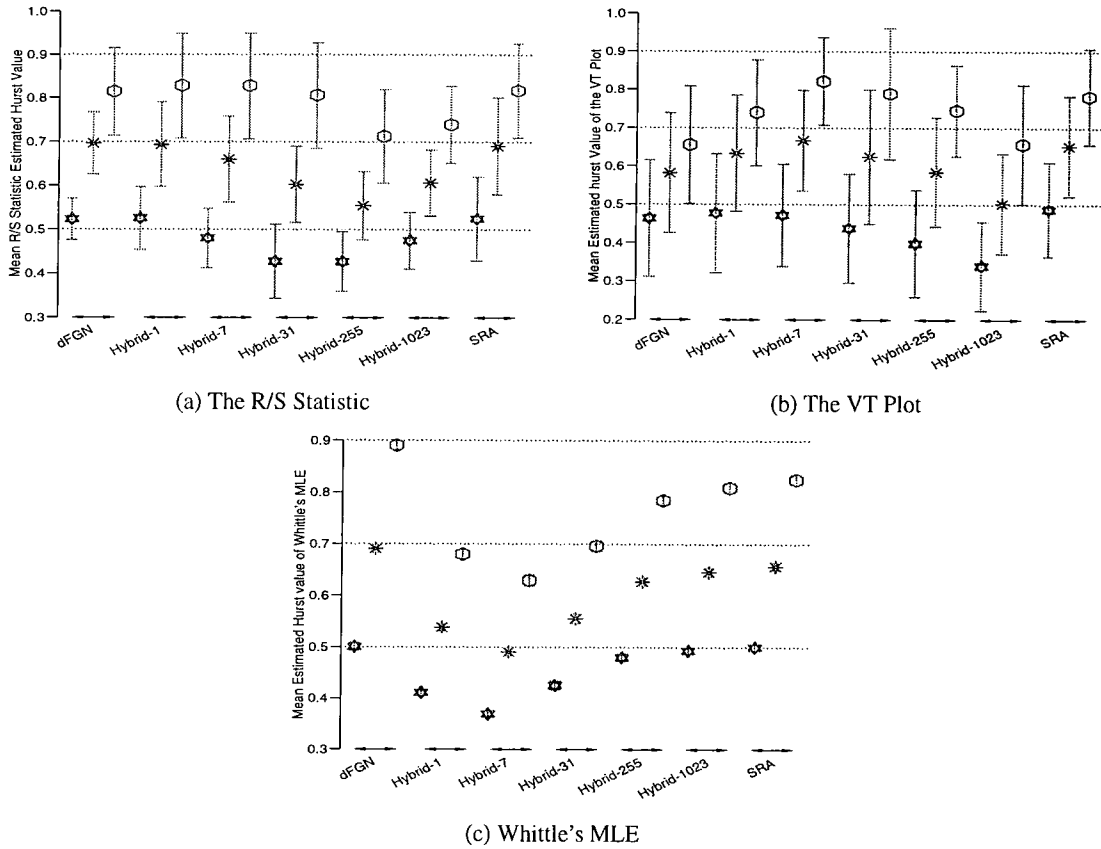 Mean R/S Statistic Estimated Hurst Value
1.0
0.9
0.8
0.7
0.6
0.5
0.4
0.3
dFGN
Hybrid-1
Hybrid-7
Hybrid-31
Hybrid-255
Hybrid-1023
SRA
(a) The R/S Statistic
Mean Estimated hurst Value of the VT Plot
1.0
0.9
0.8
0.7
0.6
0.5
0.4
0.3
0.2
dFGN
Hybrid-1
Hybrid-7
Hybrid-31
Hybrid-255
Hybrid-1023
SRA
(b) The VT Plot
Mean Estimated Hurst value of Whittle's MLE
0.9
0.8
0.7
0.6
0.5
0.4
0.3
dFGN
Hybrid-1
Hybrid-7
Hybrid-31
Hybrid-255
Hybrid-1023
SRA
(c) Whittle's MLE